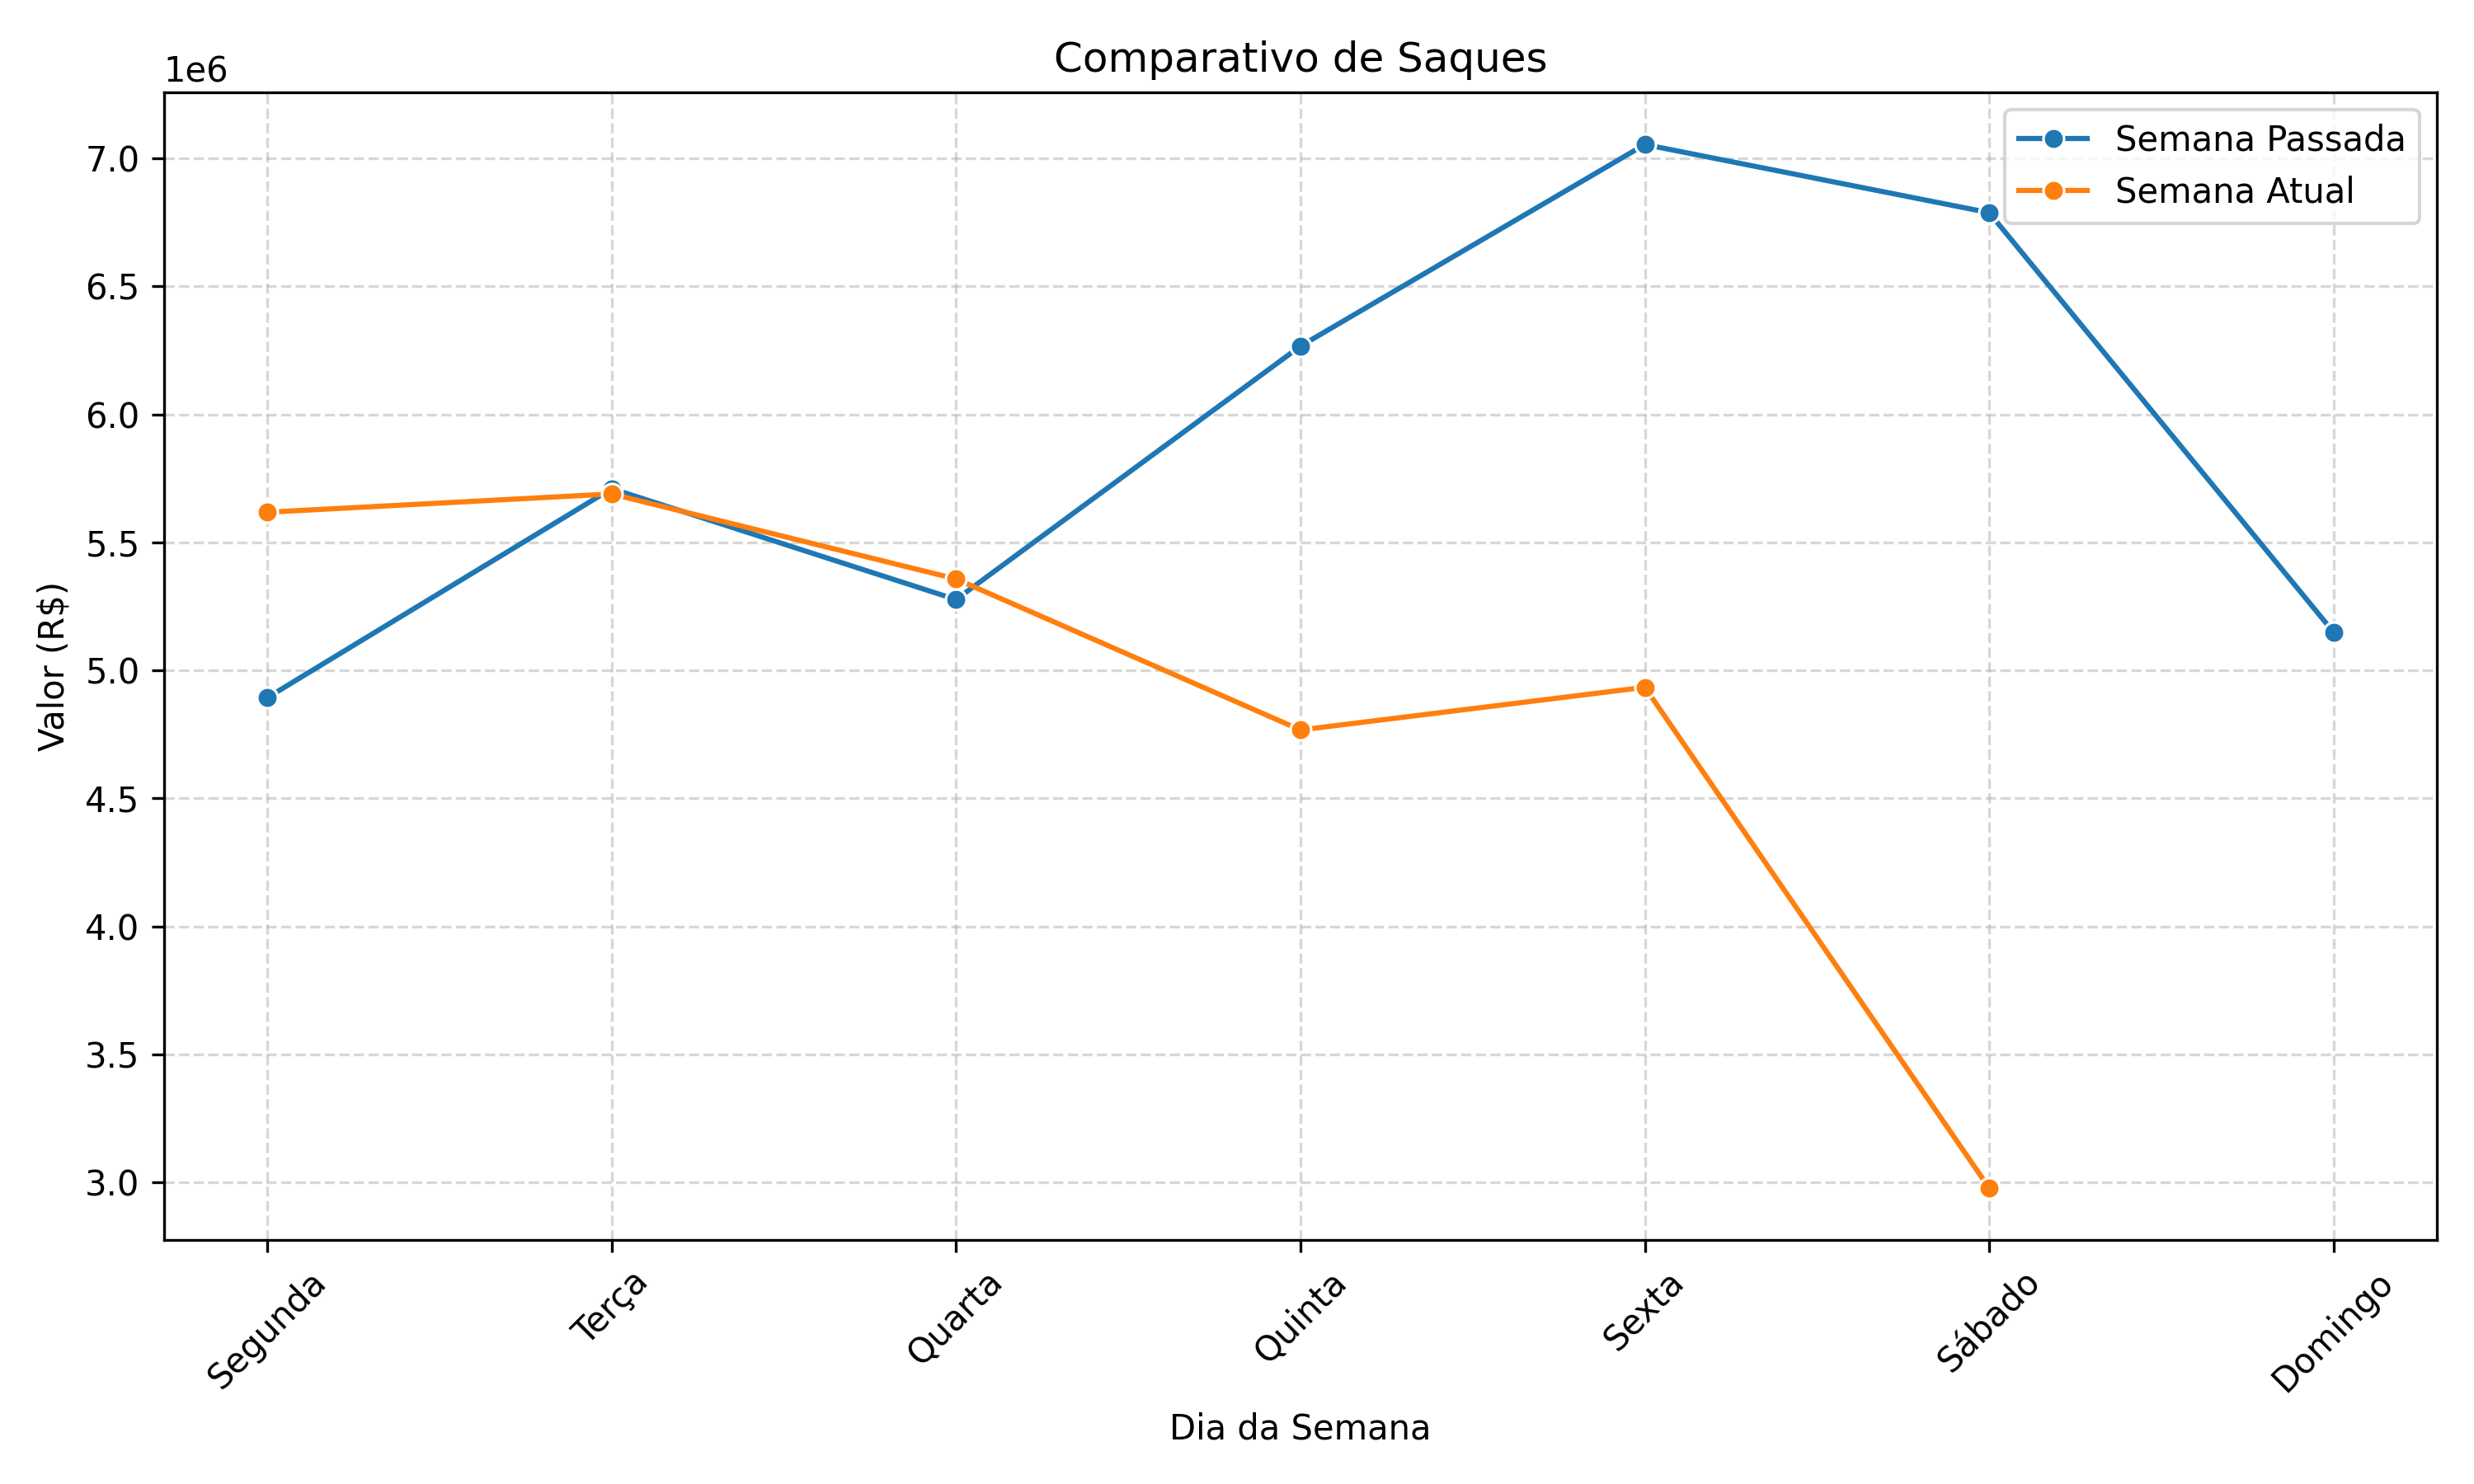 Comparativo de Saques
1e6
Semana Passada
Semana Atual
7.0
6.5
6.0
5.5
5.0
4.5
4.0
3.5
3.0
Valor (R$)
Segunda
Terça
Quarta
Quinta
Sexta
Sábado
Domingo
Dia da Semana